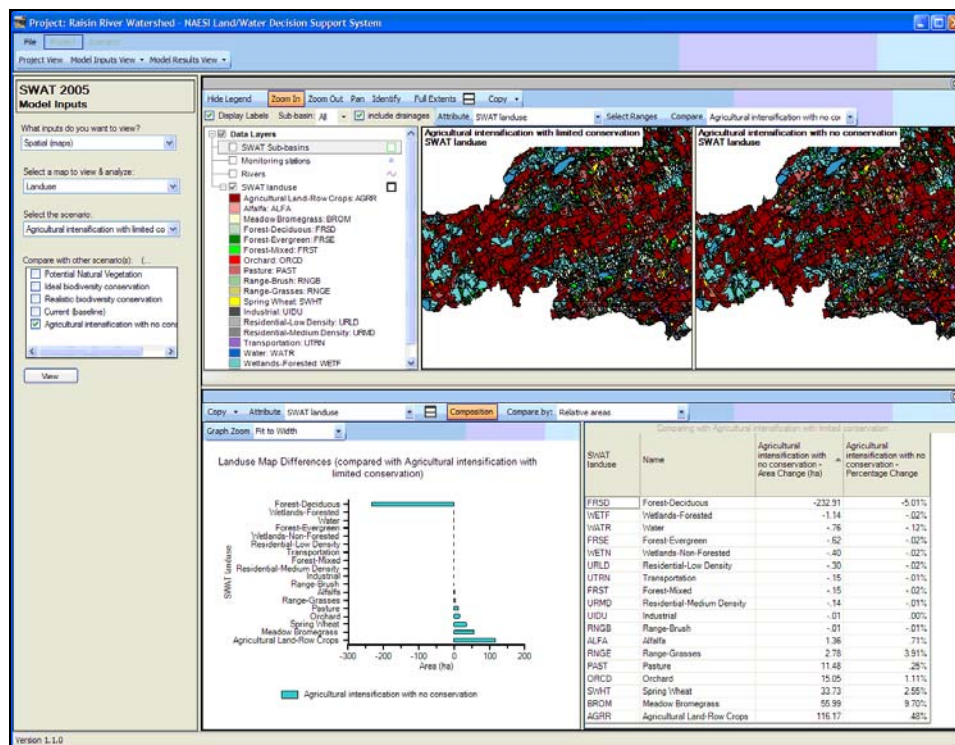 Project: Raisin River Watershed - NAESI Land/Water Decision Support System
File Project Scenario
Project View Model Inputs View Model Results View
SWAT 2005
Model Inputs
What inputs do you want to view?
Spatial (maps)
Select a map to view & analyze:
Landuse
Select the scenario:
Agricultural intensification with limited co
Compare with other scenario(s): (...
Potential Natural Vegetation
Ideal biodiversity conservation
Realistic biodiversity conservation
Current (baseline)
Agricultural intensification with no cons
View
Hide Legend Zoom In Zoom Out Pan Identify Full Extents Copy
Display Labels Sub-basin: All include drainages Attribute SWAT landuse Select Ranges Compare Agricultural intensification with no cor
Data Layers
SWAT Sub-basins
Monitoring stations
Rivers
SWAT landuse
Agricultural Land-Row Crops: AGRR
Alfalfa: ALFA
Meadow Bromegrass: BROM
Forest-Deciduous: FRSD
Forest-Evergreen: FRSE
Forest-Mixed: FRST
Orchard: ORCD
Pasture: PAST
Range-Brush: RNGB
Range-Grasses: RNGE
Spring Wheat: SWHT
Industrial: UIDU
Residential-Low Density: URLD
Residential-Medium Density: URMD
Transportation: UTRN
Water: WATR
Wetlands-Forested: WETF
Agricultural intensification with limited conservation
SWAT landuse
Agricultural intensification with no conservation
SWAT landuse
Copy Attribute SWAT landuse Composition Compare by: Relative areas
Graph Zoom Fit to Width
Landuse Map Differences (compared with Agricultural intensification with
limited conservation)
SWAT landuse
Forest-Deciduous
Wetlands-Forested
Water
Forest-Evergreen
Wetlands-Non-Forested
Residential-Low Density
Transportation
Forest-Mixed
Residential-Medium Density
Industrial
Range-Brush
Alfalfa
Range-Grasses
Pasture
Orchard
Spring Wheat
Meadow Bromegrass
Agricultural Land-Row Crops
-300 -200 -100 0 100 200
Area (ha)
Agricultural intensification with no conservation
Comparing with Agricultural intensification with limited conservation
SWAT
landuse
Name
Agricultural
intensification with
no conservation -
Area Change (ha)
Agricultural
intensification with no
conservation -
Percentage Change
FRSD Forest-Deciduous -232.91 -5.01%
WETF Wetlands-Forested -1.14 -.02%
WATR Water -.76 -.12%
FRSE Forest-Evergreen -.62 -.02%
WETN Wetlands-Non-Forested -.40 -.02%
URLD Residential-Low Density -.30 -.02%
UTRN Transportation -.15 -.01%
FRST Forest-Mixed -.15 -.02%
URMD Residential-Medium Density -.14 -.01%
UIDU Industrial -.01 .00%
RNGB Range-Brush -.01 -.01%
ALFA Alfalfa 1.36 .71%
RNGE Range-Grasses 2.78 3.91%
PAST Pasture 11.48 .25%
ORCD Orchard 15.05 1.11%
SWHT Spring Wheat 33.73 2.55%
BROM Meadow Bromegrass 55.99 9.70%
AGRR Agricultural Land-Row Crops 116.17 .48%
Version 1.1.0